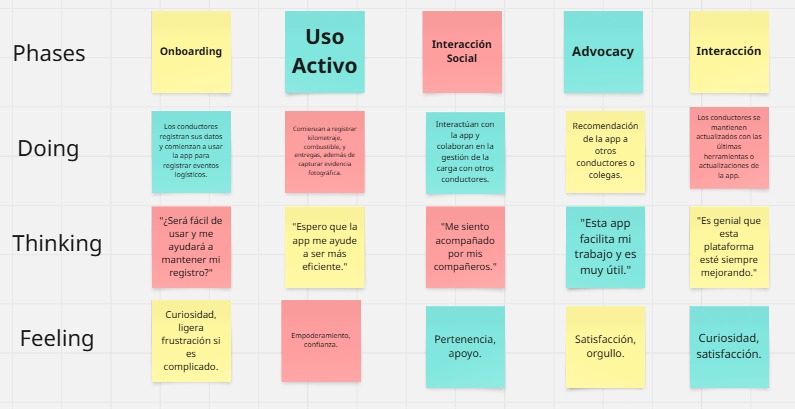 Phases
Onboarding
Uso
Activo
Interacción
Social
Advocacy
Interacción
Doing
Los conductores
registran sus datos
y comienzan a usar
la app para
registrar eventos
logísticos.
Comienzan a registrar
kilometraje,
combustible, y
entregas, además de
capturar evidencia
fotográfica.
Interactúan con
la app y
colaboran en la
gestión de la
carga con otros
conductores.
Recomendación
de la app a
otros
conductores o
colegas.
Los conductores se
mantienen
actualizados con las
últimas
herramientas o
actualizaciones de
la app.
Thinking
"¿Será fácil de
usar y me
ayudará a
mantener mi
registro?"
"Espero que la
app me ayude
a ser más
eficiente."
"Me siento
acompañado
por mis
compañeros."
"Esta app
facilita mi
trabajo y es
muy útil."
"Es genial que
esta
plataforma
esté siempre
mejorando."
Feeling
Curiosidad,
ligera
frustración si
es
complicado.
Empoderamiento,
confianza.
Pertenencia,
apoyo.
Satisfacción,
orgullo.
Curiosidad,
satisfacción.